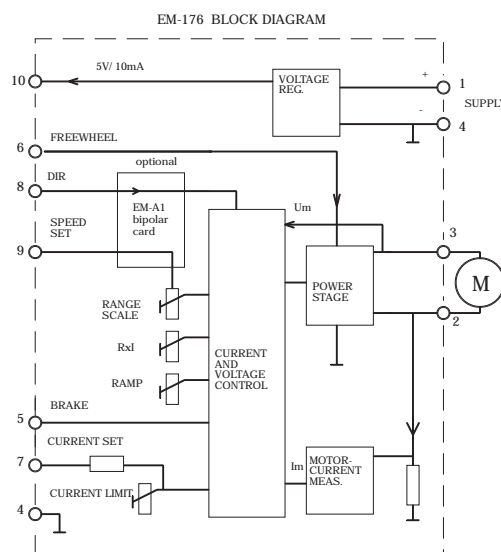 EM-176 BLOCK DIAGRAM
5V/ 10mA
10
VOLTAGE
REG.
+
1
SUPPLY
-
4
FREEWHEEL
6
optional
DIR
8
EM-A1
bipolar
card
SPEED
SET
9
Um
3
M
POWER
STAGE
2
RANGE
SCALE
RxI
RAMP
CURRENT
AND
VOLTAGE
CONTROL
BRAKE
5
CURRENT SET
7
CURRENT LIMIT
Im
MOTOR-
CURRENT
MEAS.
4